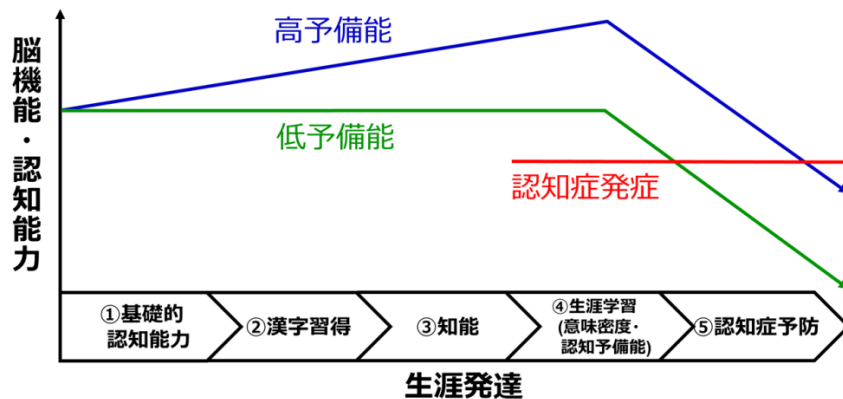 脳機能・認知能力
高予備能
低予備能
認知症発症
①基礎的
認知能力
②漢字習得
③知能
④生涯学習
(意味密度・
認知予備能)
⑤認知症予防
生涯発達